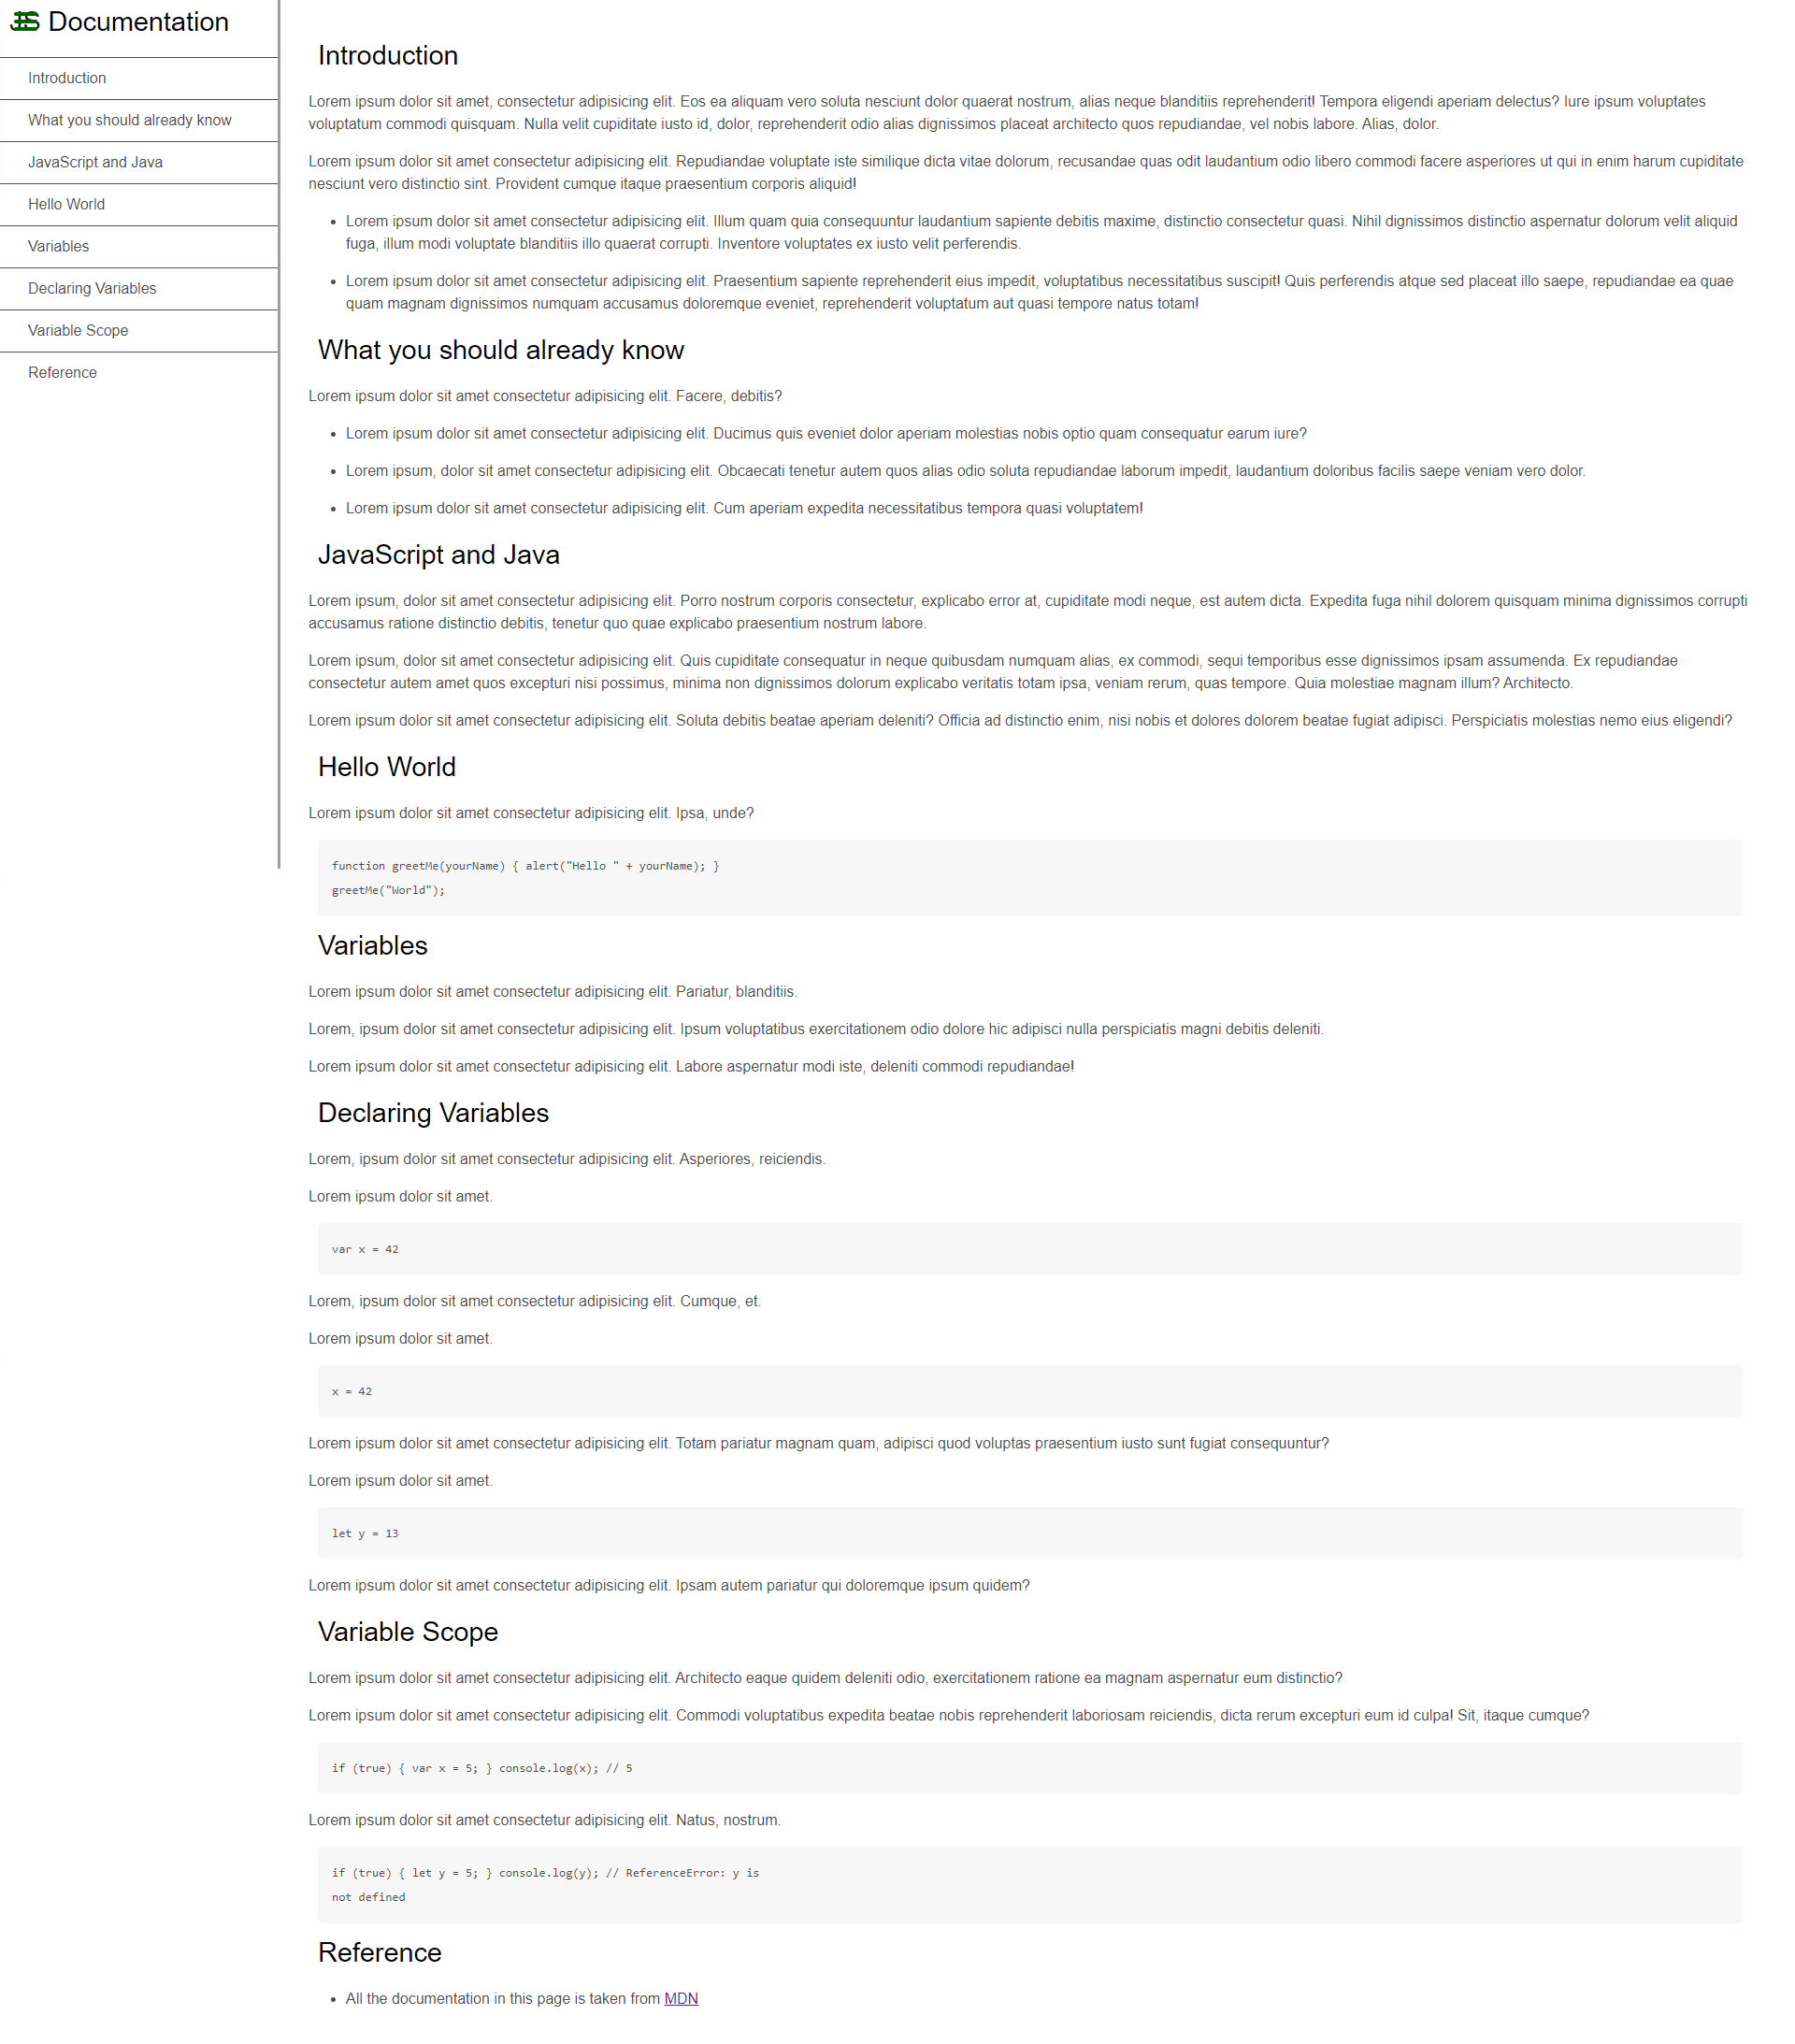 JS Documentation
Introduction
What you should already know
JavaScript and Java
Hello World
Variables
Declaring Variables
Variable Scope
Reference
Introduction
Lorem ipsum dolor sit amet, consectetur adipisicing elit. Eos ea aliquam vero soluta nesciunt dolor quaerat nostrum, alias neque blanditiis reprehenderit! Tempora eligendi aperiam delectus? Iure ipsum voluptates
voluptatum commodi quisquam. Nulla velit cupiditate iusto id, dolor, reprehenderit odio alias dignissimos placeat architecto quos repudiandae, vel nobis labore. Alias, dolor.
Lorem ipsum dolor sit amet consectetur adipisicing elit. Repudiandae voluptate iste similique dicta vitae dolorum, recusandae quas odit laudantium odio libero commodi facere asperiores ut qui in enim harum cupiditate
nesciunt vero distinctio sint. Provident cumque itaque praesentium corporis aliquid!
• Lorem ipsum dolor sit amet consectetur adipisicing elit. Illum quam quia consequuntur laudantium sapiente debitis maxime, distinctio consectetur quasi. Nihil dignissimos distinctio aspernatur dolorum velit aliquid
fuga, illum modi voluptate blanditiis illo quaerat corrupti. Inventore voluptates ex iusto velit perferendis.
• Lorem ipsum dolor sit amet consectetur adipisicing elit. Praesentium sapiente reprehenderit eius impedit, voluptatibus necessitatibus suscipit! Quis perferendis atque sed placeat illo saepe, repudiandae ea quae
quam magnam dignissimos numquam accusamus doloremque eveniet, reprehenderit voluptatum aut quasi tempore natus totam!
What you should already know
Lorem ipsum dolor sit amet consectetur adipisicing elit. Facere, debitis?
• Lorem ipsum dolor sit amet consectetur adipisicing elit. Ducimus quis eveniet dolor aperiam molestias nobis optio quam consequatur earum iure?
• Lorem ipsum, dolor sit amet consectetur adipisicing elit. Obcaecati tenetur autem quos alias odio soluta repudiandae laborum impedit, laudantium doloribus facilis saepe veniam vero dolor.
• Lorem ipsum dolor sit amet consectetur adipisicing elit. Cum aperiam expedita necessitatibus tempora quasi voluptatem!
JavaScript and Java
Lorem ipsum, dolor sit amet consectetur adipisicing elit. Porro nostrum corporis consectetur, explicabo error at, cupiditate modi neque, est autem dicta. Expedita fuga nihil dolorem quisquam minima dignissimos corrupti
accusamus ratione distinctio debitis, tenetur quo quae explicabo praesentium nostrum labore.
Lorem ipsum, dolor sit amet consectetur adipisicing elit. Quis cupiditate consequatur in neque quibusdam numquam alias, ex commodi, sequi temporibus esse dignissimos ipsam assumenda. Ex repudiandae
consectetur autem amet quos excepturi nisi possimus, minima non dignissimos dolorum explicabo veritatis totam ipsa, veniam rerum, quas tempore. Quia molestiae magnam illum? Architecto.
Lorem ipsum dolor sit amet consectetur adipisicing elit. Soluta debitis beatae aperiam deleniti? Officia ad distinctio enim, nisi nobis et dolores dolorem beatae fugiat adipisci. Perspiciatis molestias nemo eius eligendi?
Hello World
Lorem ipsum dolor sit amet consectetur adipisicing elit. Ipsa, unde?
function greetMe(yourName) { alert("Hello " + yourName); }
greetMe("World");
Variables
Lorem ipsum dolor sit amet consectetur adipisicing elit. Pariatur, blanditiis.
Lorem, ipsum dolor sit amet consectetur adipisicing elit. Ipsum voluptatibus exercitationem odio dolore hic adipisci nulla perspiciatis magni debitis deleniti.
Lorem ipsum dolor sit amet consectetur adipisicing elit. Labore aspernatur modi iste, deleniti commodi repudiandae!
Declaring Variables
Lorem, ipsum dolor sit amet consectetur adipisicing elit. Asperiores, reiciendis.
Lorem ipsum dolor sit amet.
var x = 42
Lorem, ipsum dolor sit amet consectetur adipisicing elit. Cumque, et.
Lorem ipsum dolor sit amet.
x = 42
Lorem ipsum dolor sit amet consectetur adipisicing elit. Totam pariatur magnam quam, adipisci quod voluptas praesentium iusto sunt fugiat consequuntur?
Lorem ipsum dolor sit amet.
let y = 13
Lorem ipsum dolor sit amet consectetur adipisicing elit. Ipsam autem pariatur qui doloremque ipsum quidem?
Variable Scope
Lorem ipsum dolor sit amet consectetur adipisicing elit. Architecto eaque quidem deleniti odio, exercitationem ratione ea magnam aspernatur eum distinctio?
Lorem ipsum dolor sit amet consectetur adipisicing elit. Commodi voluptatibus expedita beatae nobis reprehenderit laboriosam reiciendis, dicta rerum excepturi eum id culpa! Sit, itaque cumque?
if (true) { var x = 5; } console.log(x); // 5
Lorem ipsum dolor sit amet consectetur adipisicing elit. Natus, nostrum.
if (true) { let y = 5; } console.log(y); // ReferenceError: y is
not defined
Reference
• All the documentation in this page is taken from MDN